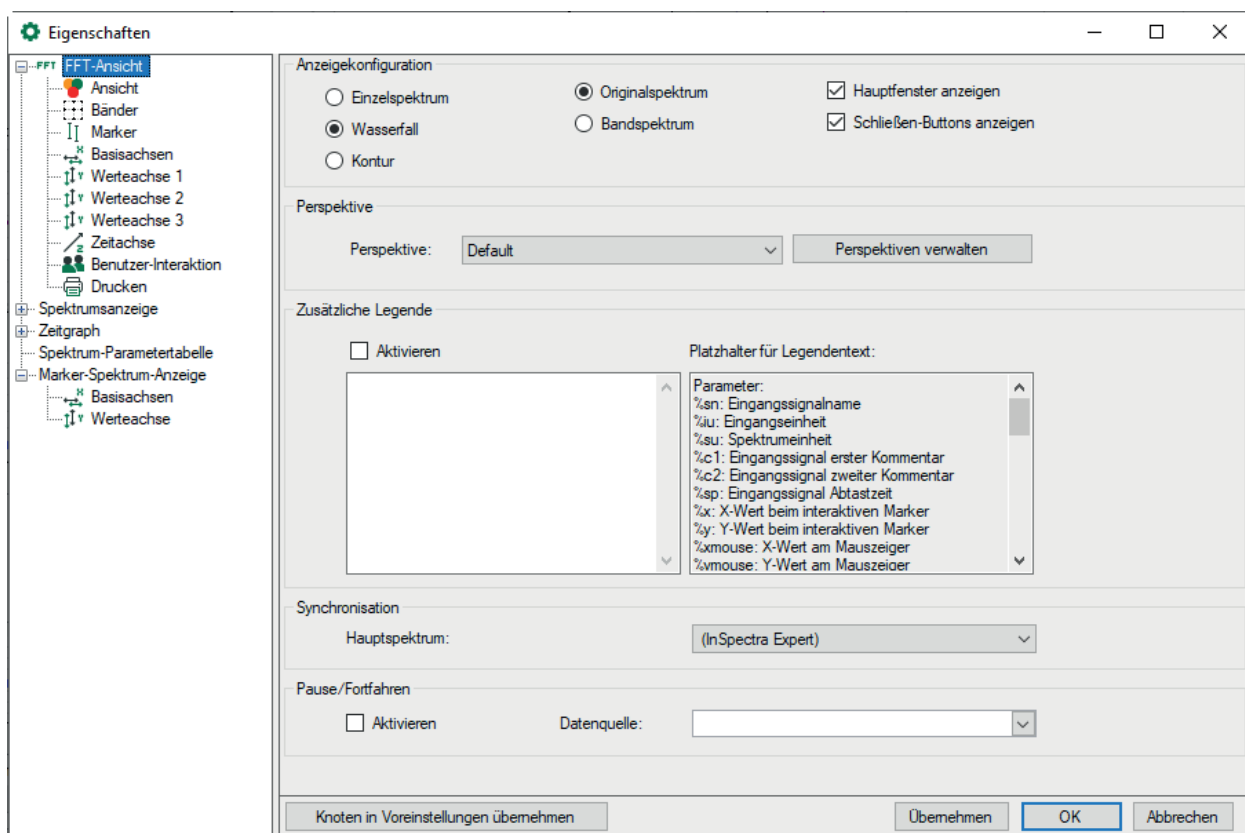 Eigenschaften
FFT FFT-Ansicht
Ansicht
Bänder
Marker
X Basisachsen
Y Werteachse 1
Y Werteachse 2
Y Werteachse 3
Z Zeitachse
Benutzer-Interaktion
Drucken
Spektrumsanzeige
Zeitgraph
Spektrum-Parametertabelle
Marker-Spektrum-Anzeige
X Basisachsen
Y Werteachse
Anzeigekonfiguration
Einzelspektrum
Originalspektrum
Hauptfenster anzeigen
Wasserfall
Bandspektrum
Schließen-Buttons anzeigen
Kontur
Perspektive
Perspektive:
Default
Perspektiven verwalten
Zusätzliche Legende
Aktivieren
Platzhalter für Legendentext:
Parameter:
%sn: Eingangssignalname
%iu: Eingangseinheit
%su: Spektrumeinheit
%c1: Eingangssignal erster Kommentar
%c2: Eingangssignal zweiter Kommentar
%sp: Eingangssignal Abtastzeit
%x: X-Wert beim interaktiven Marker
%y: Y-Wert beim interaktiven Marker
%xmouse: X-Wert am Mauszeiger
%ymouse: Y-Wert am Mauszeiger
Synchronisation
Hauptspektrum:
(InSpectra Expert)
Pause/Fortfahren
Aktivieren
Datenquelle:
Knoten in Voreinstellungen übernehmen
Übernehmen
OK
Abbrechen